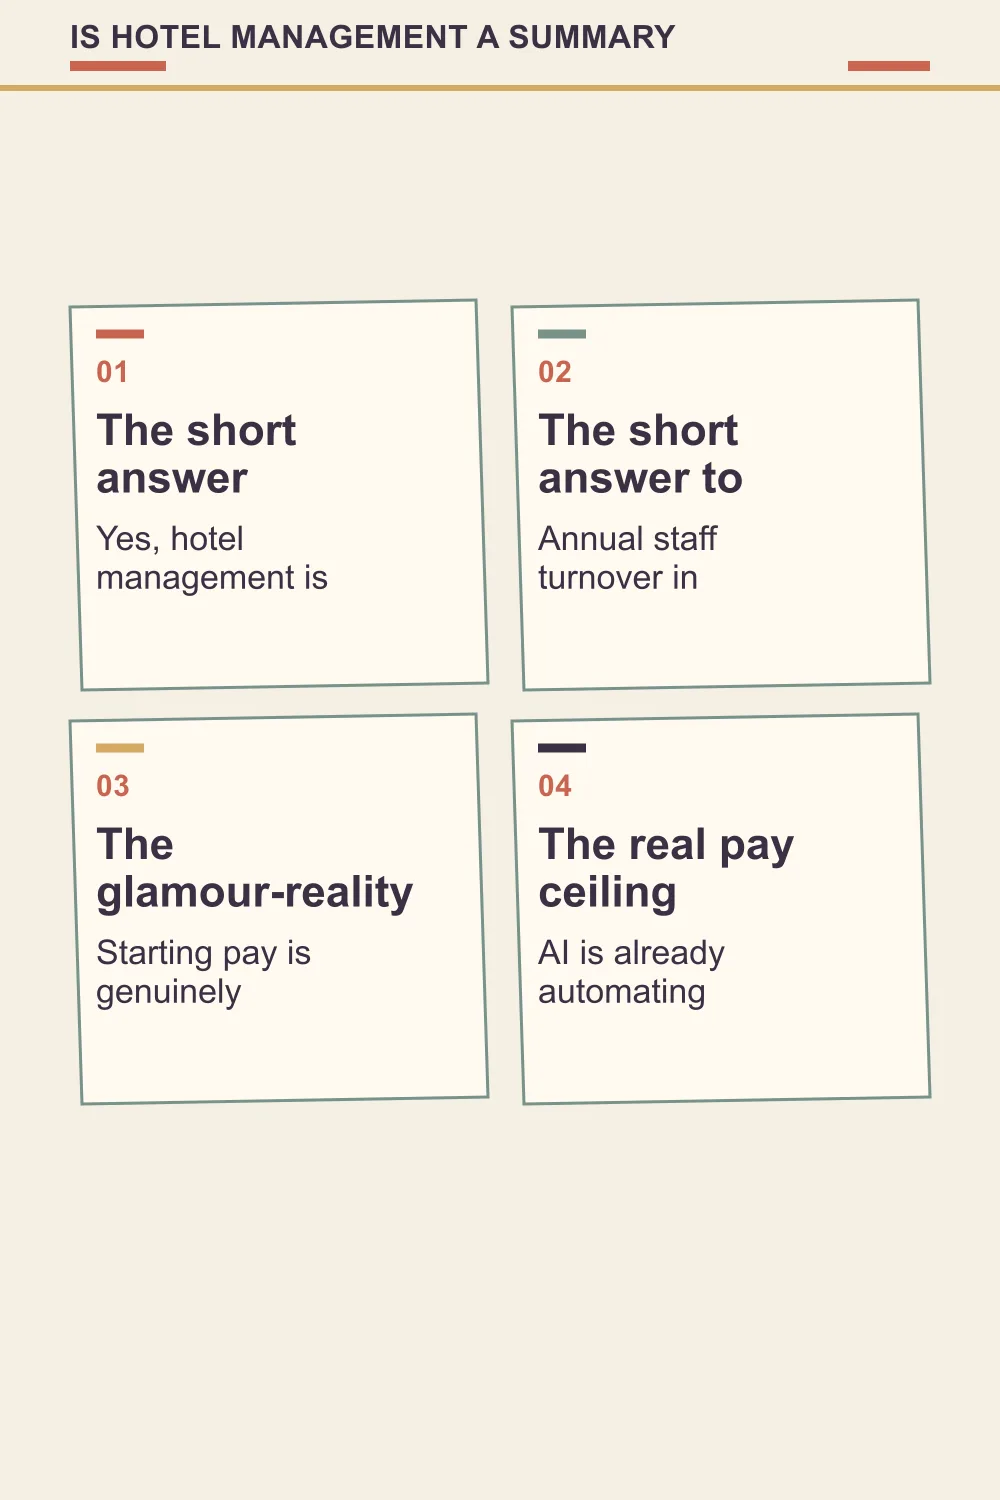 IS HOTEL MANAGEMENT A SUMMARY
01
The short
answer
Yes, hotel
management is
02
The short
answer to
Annual staff
turnover in
03
The
glamour-reality
Starting pay is
genuinely
04
The real pay
ceiling
AI is already
automating